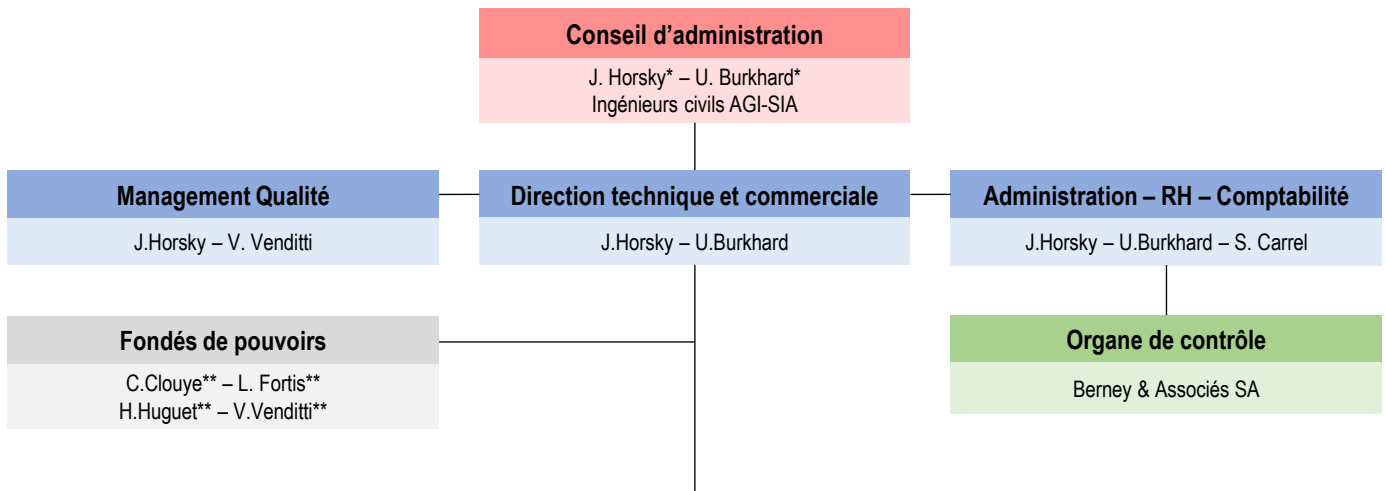 Conseil d'administration
J. Horsky* – U. Burkhard*
Ingénieurs civils AGI-SIA
Management Qualité
J.Horsky – V. Venditti
Direction technique et commerciale
J.Horsky – U.Burkhard
Administration – RH – Comptabilité
J.Horsky – U.Burkhard – S. Carrel
Fondés de pouvoirs
C.Clouye** – L. Fortis**
H.Huguet** – V.Venditti**
Organe de contrôle
Berney & Associés SA